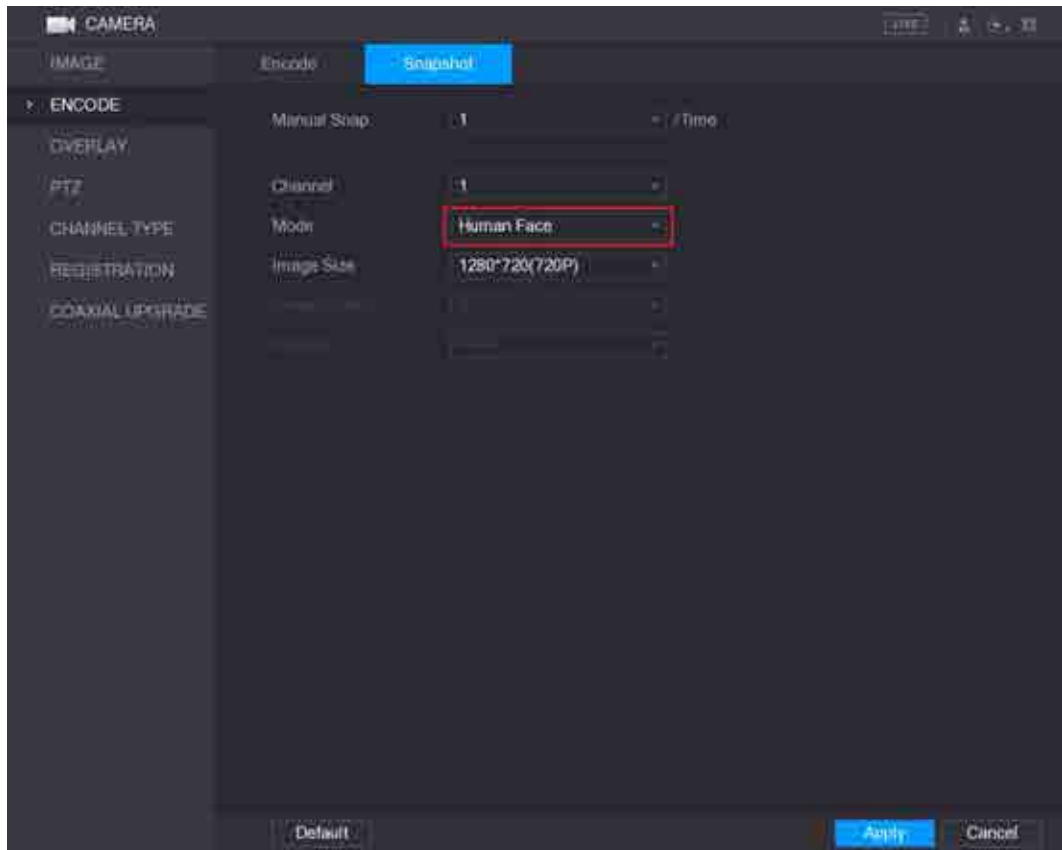 CAMERA
LIVE
IMAGE
Encode
Snapshot
ENCODE
Manual Snap
1
/Time
OVERLAY
PTZ
Channel
1
CHANNEL TYPE
Mode
Human Face
REGISTRATION
Image Size
1280*720(720P)
COAXIAL UPGRADE
Default
Apply
Cancel